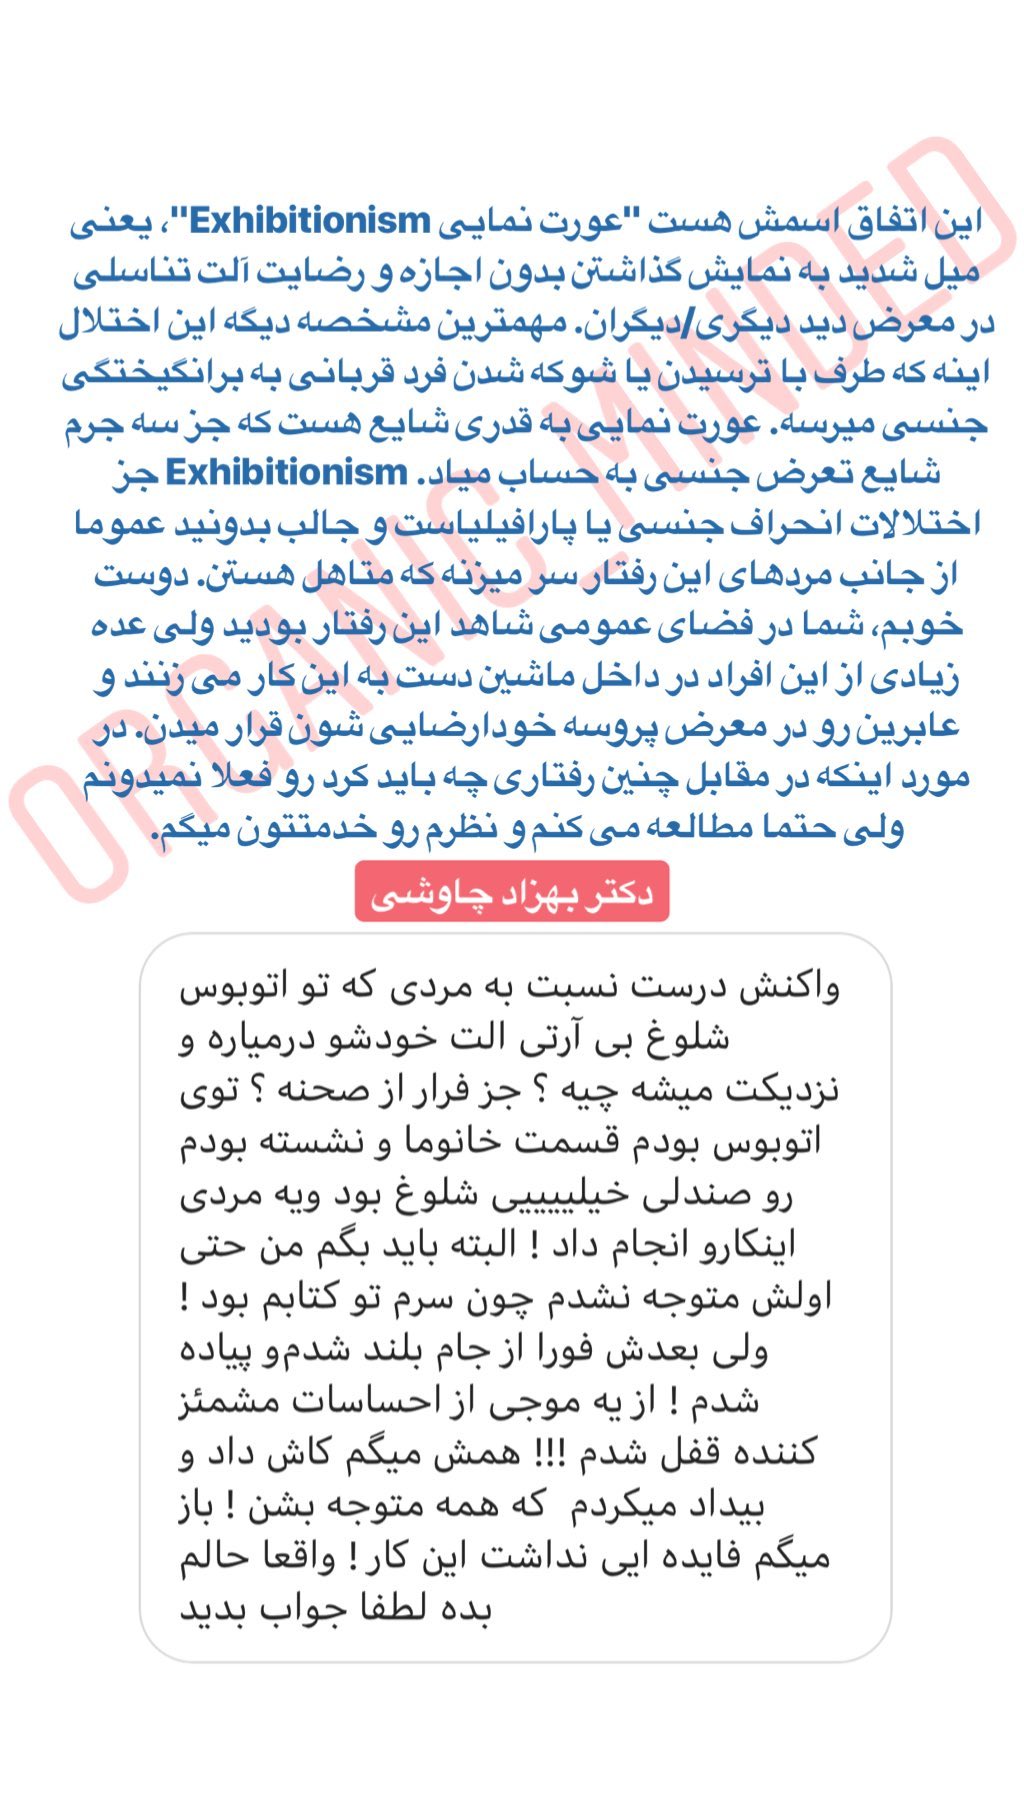 این اتفاق اسمش هست "عورت نمایی Exhibitionism"، یعنی
میل شدید به نمایش گذاشتن بدون اجازه و رضایت آلت تناسلی
در معرض دید دیگری/دیگران. مهمترین مشخصه دیگه این اختلال
اینه که طرف با ترسیدن یا شوکه شدن فرد قربانی به برانگیختگی
جنسی میرسه. عورت نمایی به قدری شایع هست که جز سه جرم
شایع تعرض جنسی به حساب میاد. Exhibitionism جز
اختلالات انحراف جنسی یا پارافیلیاست و جالب بدونید عموما
از جانب مردهای این رفتار سر میزنه که متاهل هستن. دوست
خوبم، شما در فضای عمومی شاهد این رفتار بودید ولی عده
زیادی از این افراد در داخل ماشین دست به این کار می زنند و
عابرین رو در معرض پروسه خودارضایی شون قرار میدن. در
مورد اینکه در مقابل چنین رفتاری چه باید کرد رو فعلا نمیدونم
ولی حتما مطالعه می کنم و نظرم رو خدمتتون میگم.
دکتر بهزاد چاوشی
واکنش درست نسبت به مردی که تو اتوبوس
شلوغ بی آرتی الت خودشو درمیاره و
نزدیکت میشه چیه ؟ جز فرار از صحنه ؟ توی
اتوبوس بودم قسمت خانوما و نشسته بودم
رو صندلی خیلیییی شلوغ بود ویه مردی
اینکارو انجام داد ! البته باید بگم من حتی
اولش متوجه نشدم چون سرم تو کتابم بود !
ولی بعدش فورا از جام بلند شدم‌و پیاده
شدم ! از یه موجی از احساسات مشمئز
کننده قفل شدم !!! همش میگم کاش داد و
بیداد میکردم  که همه متوجه بشن ! باز
میگم فایده ایی نداشت این کار ! واقعا حالم
بده لطفا جواب بدید
ORGANIC_MINDED